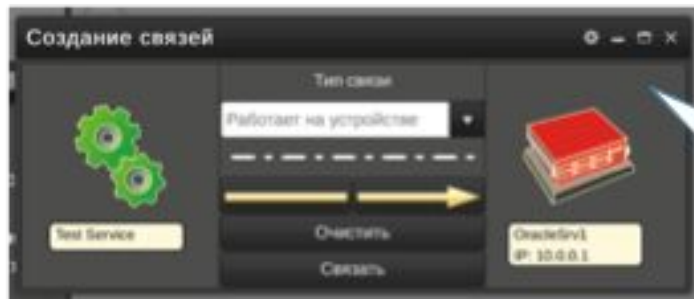 Создание связей
Тип связи
Работает на устройстве
Test Service
Очистить
OracleSrv1
IP: 10.0.0.1
Связать